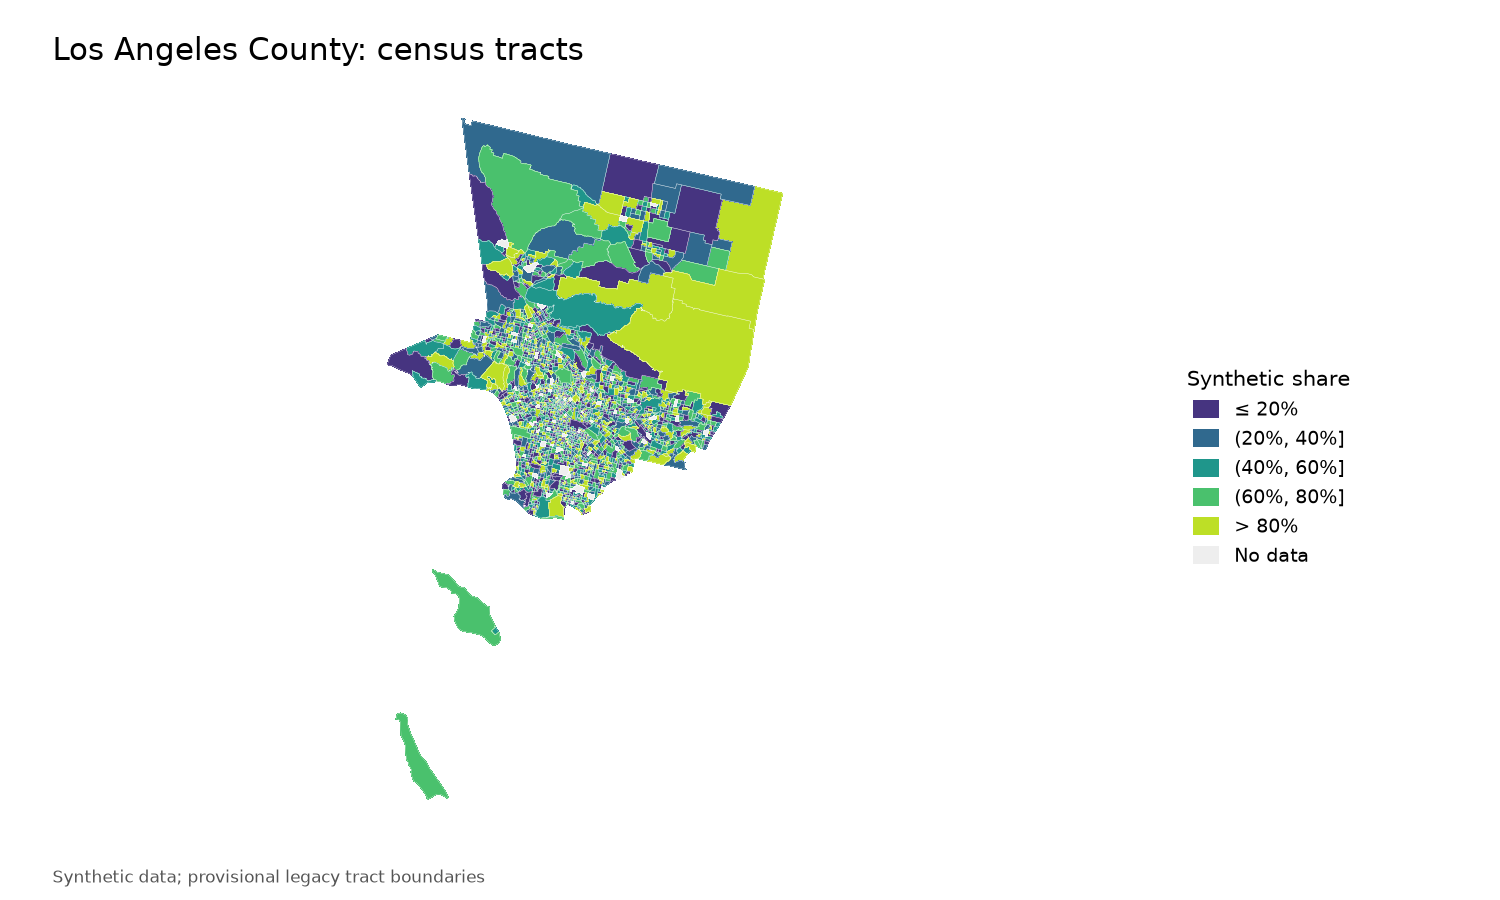 Los Angeles County: census tracts
Synthetic share
≤ 20%
(20%, 40%]
(40%, 60%]
(60%, 80%]
> 80%
No data
Synthetic data; provisional legacy tract boundaries